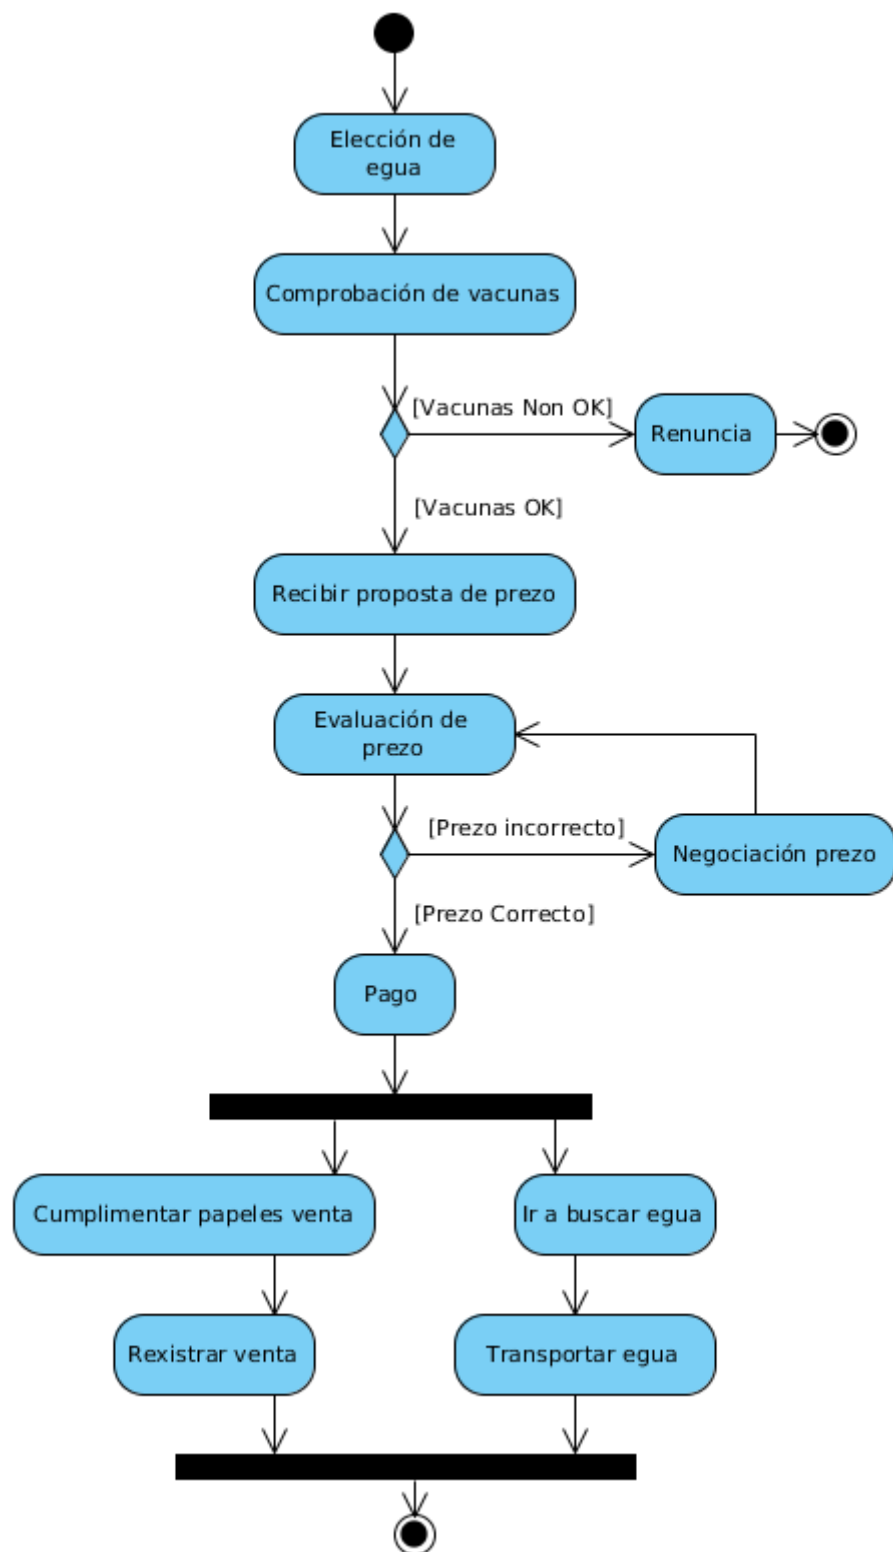 Elección de
egua
Comprobación de vacunas
[Vacunas Non OK]
Renuncia
[Vacunas OK]
Recibir proposta de prezo
Evaluación de
prezo
[Prezo incorrecto]
Negociación prezo
[Prezo Correcto]
Pago
Cumplimentar papeles venta
Ir a buscar egua
Rexistrar venta
Transportar egua